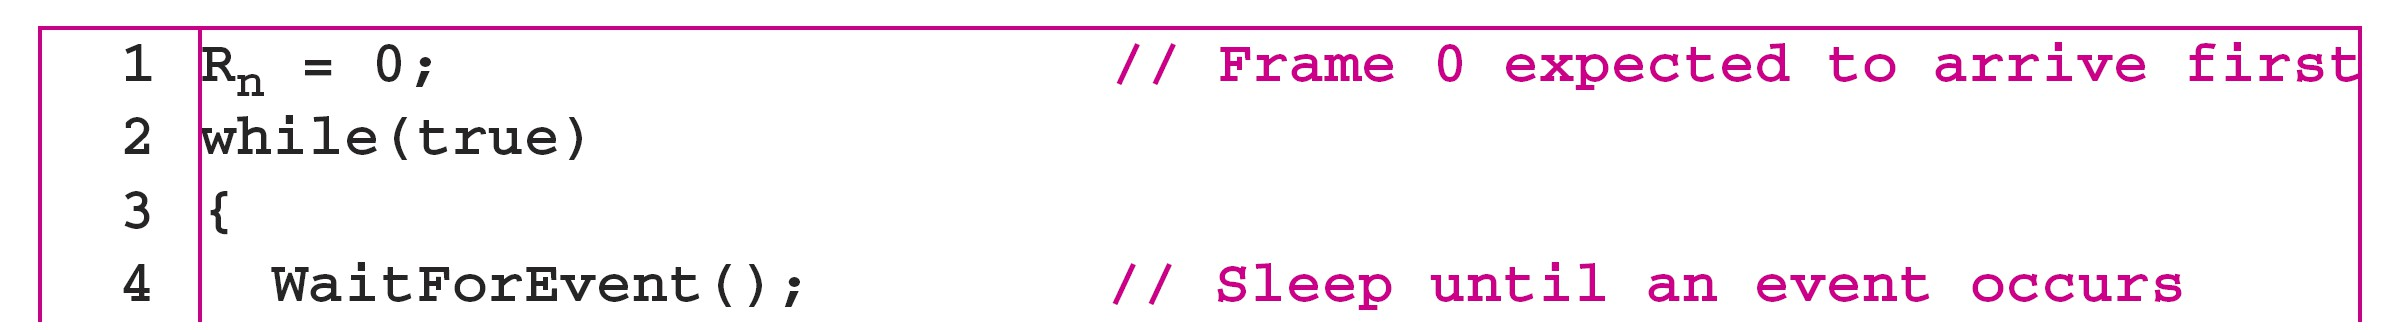 1 Rn = 0; // Frame 0 expected to arrive first
2 while(true)
3 {
4 WaitForEvent(); // Sleep until an event occurs